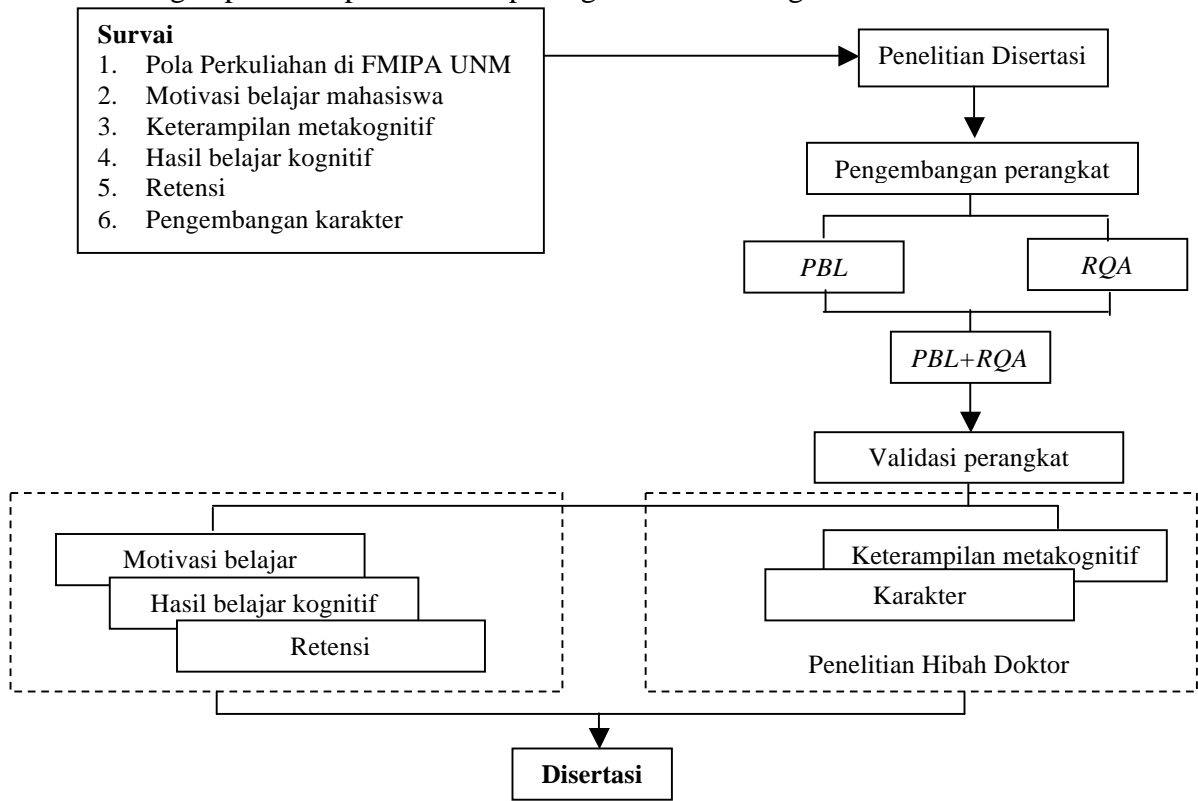 Survai
1. Pola Perkuliahan di FMIPA UNM
2. Motivasi belajar mahasiswa
3. Keterampilan metakognitif
4. Hasil belajar kognitif
5. Retensi
6. Pengembangan karakter
Penelitian Disertasi
Pengembangan perangkat
PBL
RQA
PBL+RQA
Validasi perangkat
Motivasi belajar
Hasil belajar kognitif
Retensi
Keterampilan metakognitif
Karakter
Penelitian Hibah Doktor
Disertasi